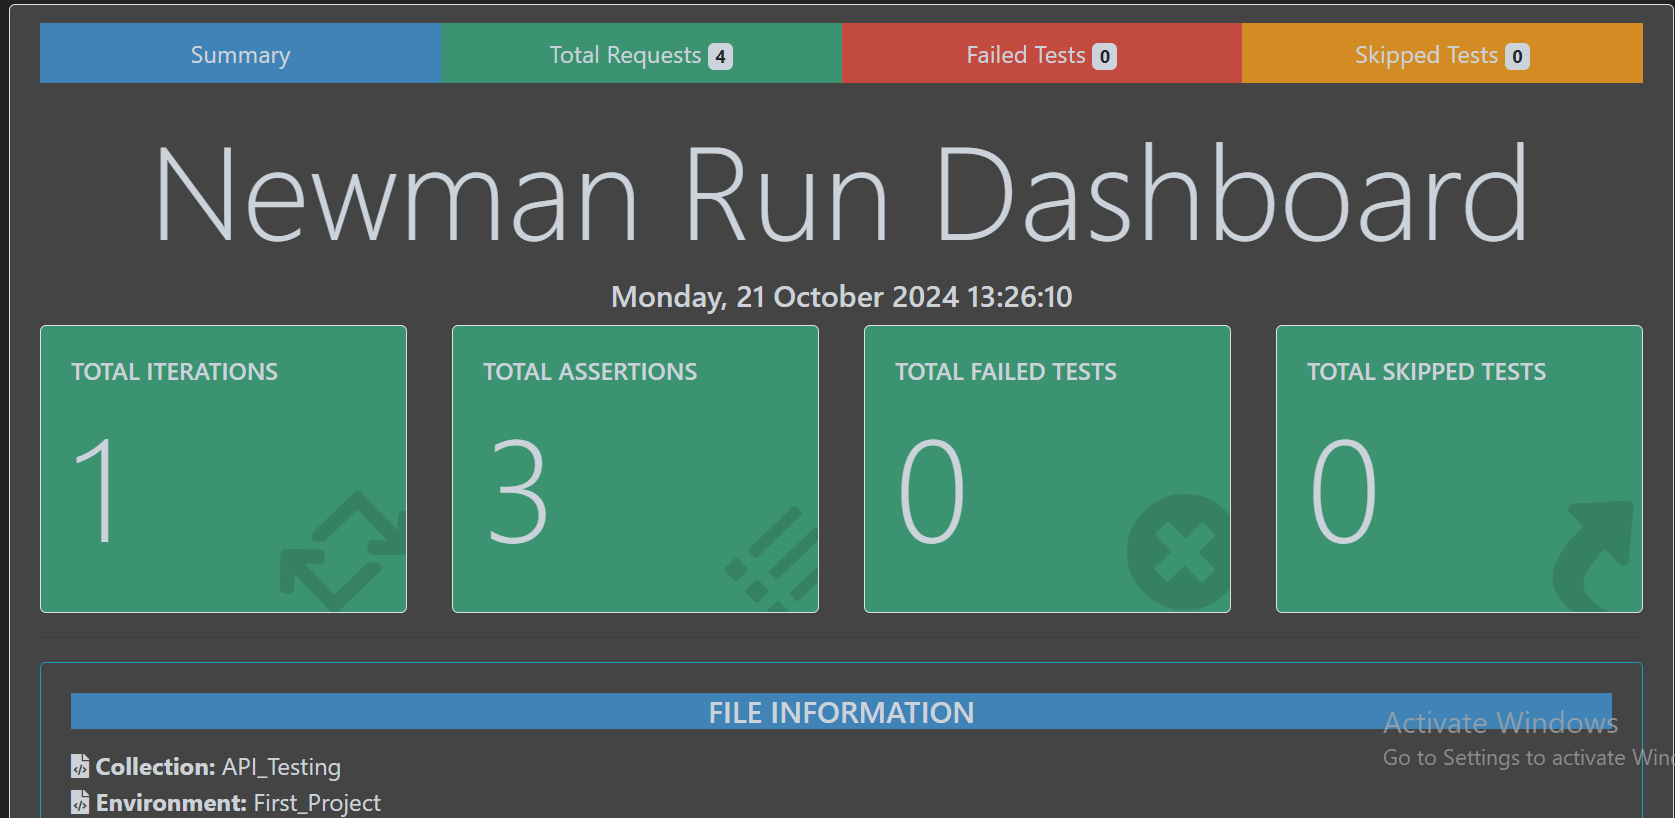 Summary
Total Requests 4
Failed Tests 0
Skipped Tests 0
Newman Run Dashboard
Monday, 21 October 2024 13:26:10
TOTAL ITERATIONS
1
TOTAL ASSERTIONS
3
TOTAL FAILED TESTS
0
TOTAL SKIPPED TESTS
0
FILE INFORMATION
Collection: API_Testing
Environment: First_Project
Activate Windows
Go to Settings to activate Win